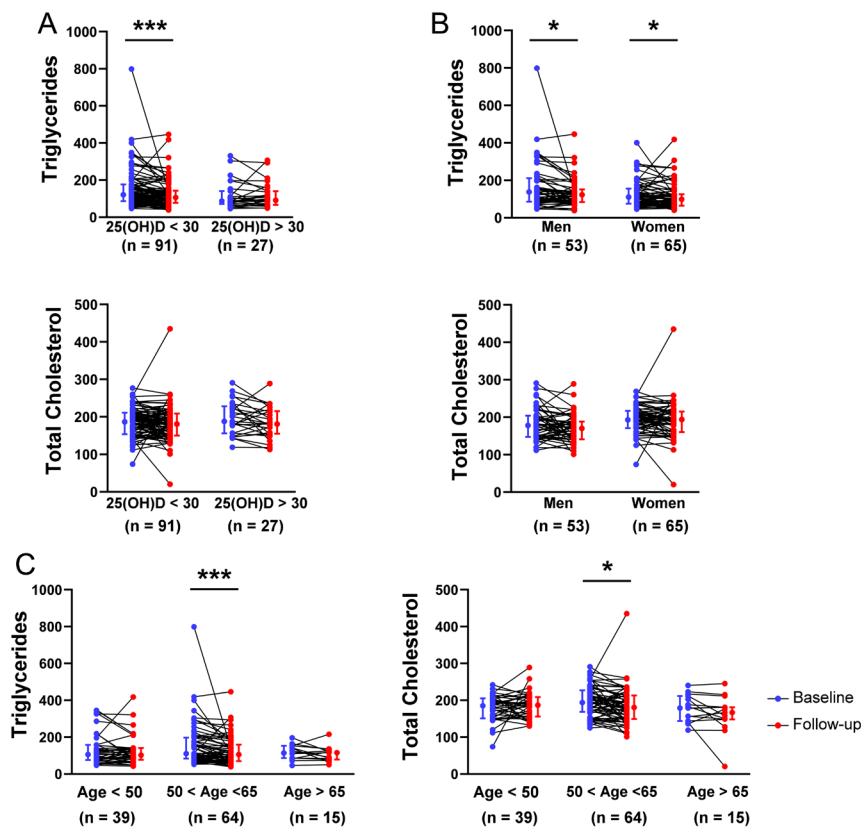 A
***
Triglycerides
1000
800
600
400
200
0
25(OH)D < 30
(n = 91)
25(OH)D > 30
(n = 27)
B
*
*
Triglycerides
1000
800
600
400
200
0
Men
(n = 53)
Women
(n = 65)
Total Cholesterol
500
400
300
200
100
0
25(OH)D < 30
(n = 91)
25(OH)D > 30
(n = 27)
Total Cholesterol
500
400
300
200
100
0
Men
(n = 53)
Women
(n = 65)
C
***
Triglycerides
1000
800
600
400
200
0
Age < 50
(n = 39)
50 < Age <65
(n = 64)
Age > 65
(n = 15)
*
Total Cholesterol
500
400
300
200
100
0
Age < 50
(n = 39)
50 < Age <65
(n = 64)
Age > 65
(n = 15)
Baseline
Follow-up